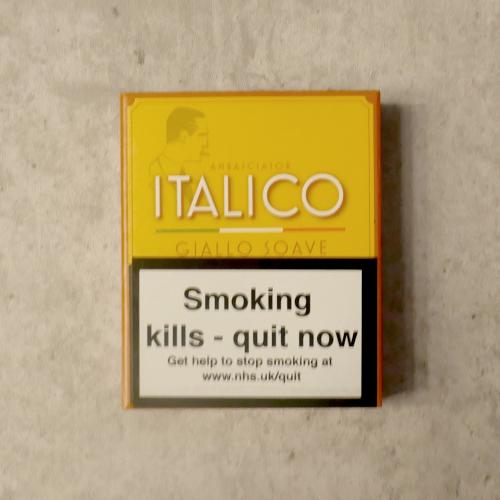 AMBASCIATOR
ITALICO
GIALLO SOAVE
Smoking
kills - quit now
Get help to stop smoking at
www.nhs.uk/quit